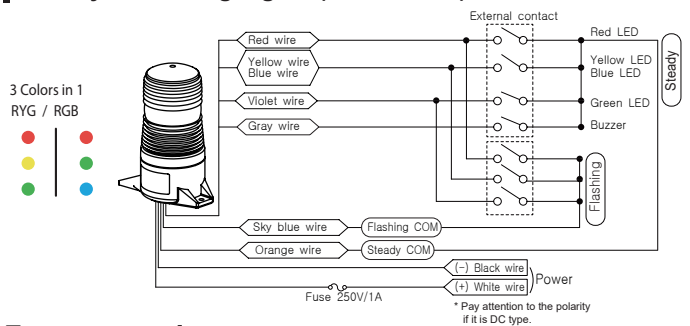 External contact
Red wire
Red LED
Yellow wire
Blue wire
Yellow LED
Blue LED
Steady
3 Colors in 1
RYG / RGB
Violet wire
Green LED
Gray wire
Buzzer
Flashing
Sky blue wire
Flashing COM
Orange wire
Steady COM
(-) Black wire
Power
(+) White wire
Fuse 250V/1A
* Pay attention to the polarity
if it is DC type.